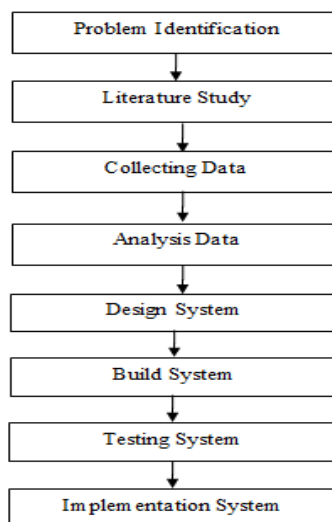 Problem Identification
Literature Study
Collecting Data
Analysis Data
Design System
Build System
Testing System
Implementation System